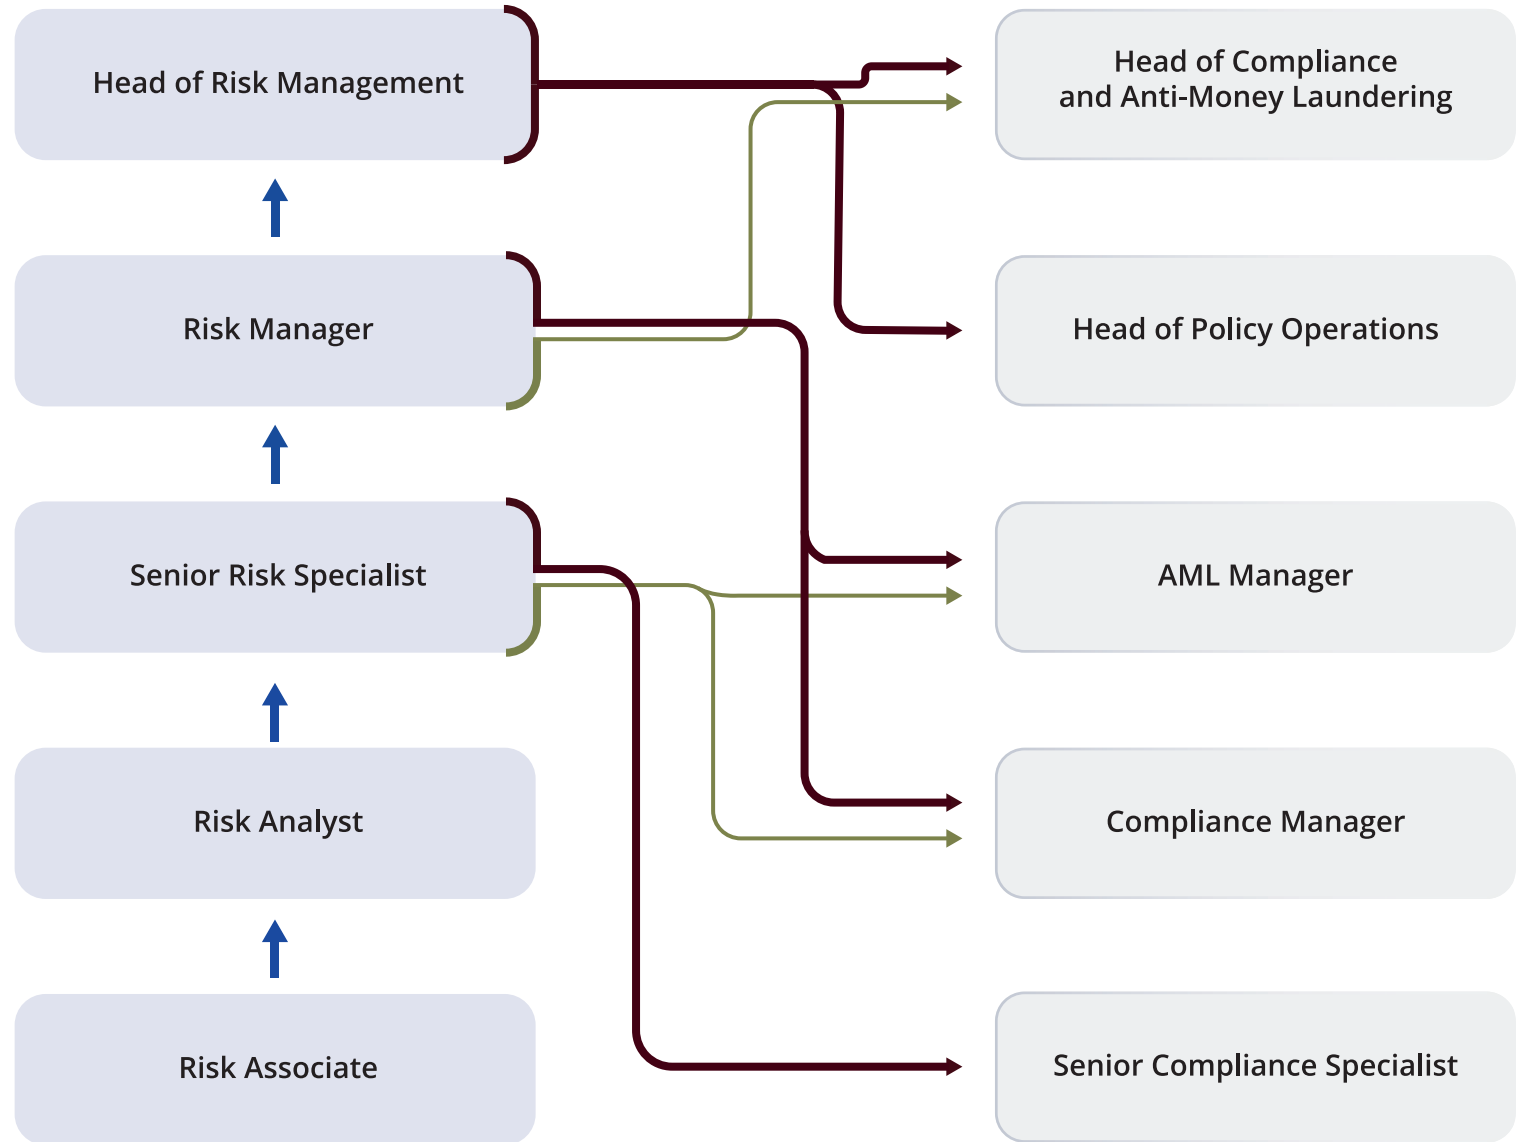 Head of Risk Management
Head of Compliance
and Anti-Money Laundering
Risk Manager
Head of Policy Operations
Senior Risk Specialist
AML Manager
Risk Analyst
Compliance Manager
Risk Associate
Senior Compliance Specialist